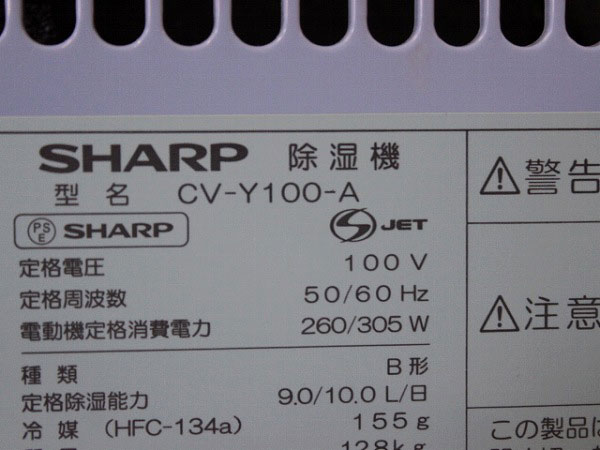 SHARP 除湿機
型名 CV-Y100-A
PSE SHARP S JET
定格電圧 100 V
定格周波数 50/60 Hz
電動機定格消費電力 260/305 W
種類 B形
定格除湿能力 9.0/10.0 L/日
冷媒 (HFC-134a) 155g
12.8kg
⚠警告
⚠注意
この製品は